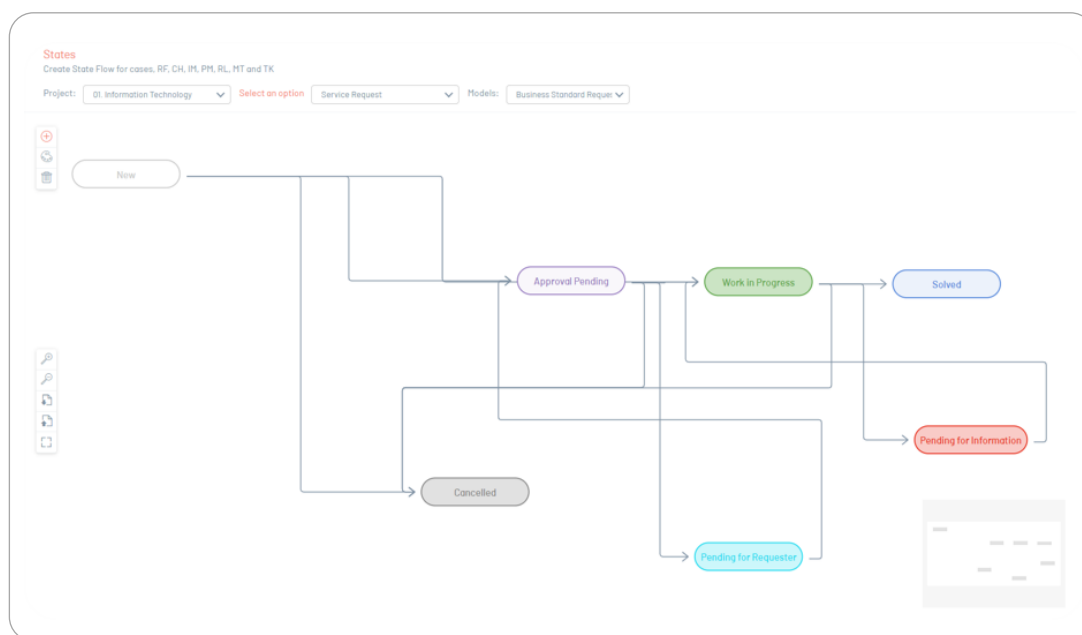 States
Create State Flow for cases, RF, CH, IM, PM, RL, MT and TK
Project: 01. Information Technology Select an option Service Request Models: Business Standard Reques
New
Approval Pending Work in Progress Solved
Pending for Information
Cancelled
Pending for Requester